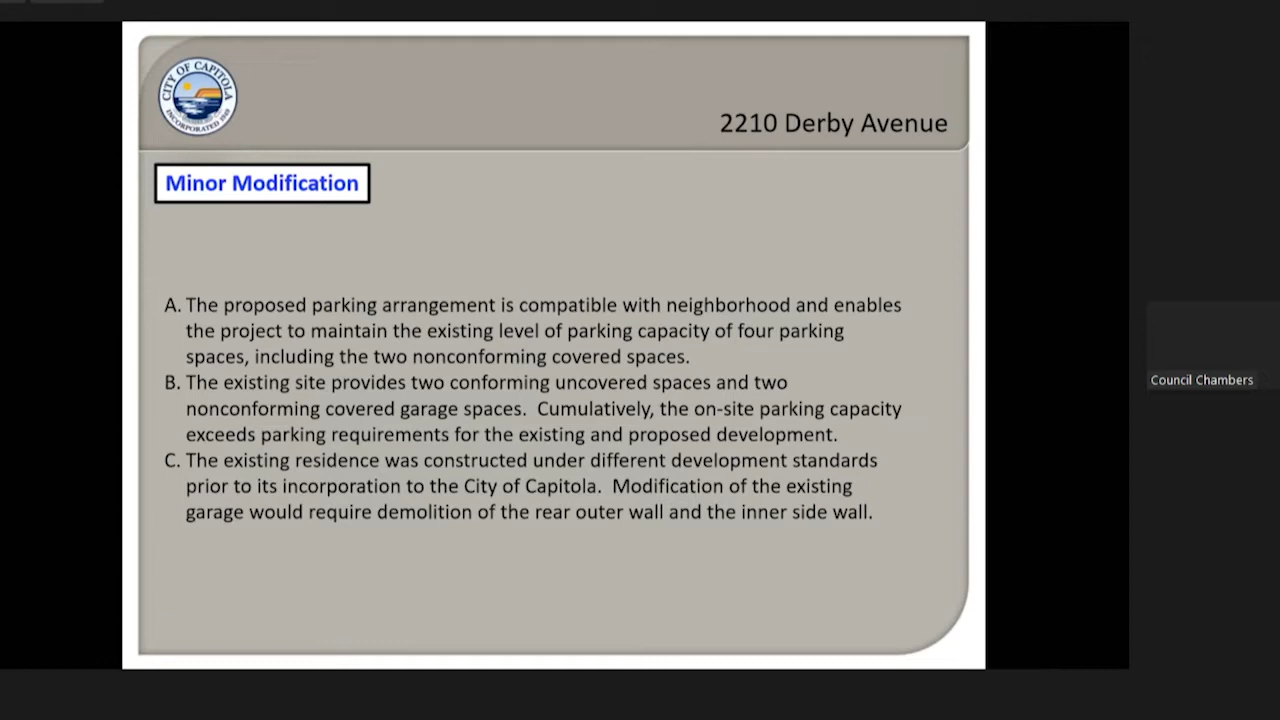 CITY OF CAPITOLA
INCORPORATED 1949
2210 Derby Avenue
Minor Modification
A. The proposed parking arrangement is compatible with neighborhood and enables
the project to maintain the existing level of parking capacity of four parking
spaces, including the two nonconforming covered spaces.
B. The existing site provides two conforming uncovered spaces and two
nonconforming covered garage spaces.  Cumulatively, the on-site parking capacity
exceeds parking requirements for the existing and proposed development.
C. The existing residence was constructed under different development standards
prior to its incorporation to the City of Capitola.  Modification of the existing
garage would require demolition of the rear outer wall and the inner side wall.
Council Chambers